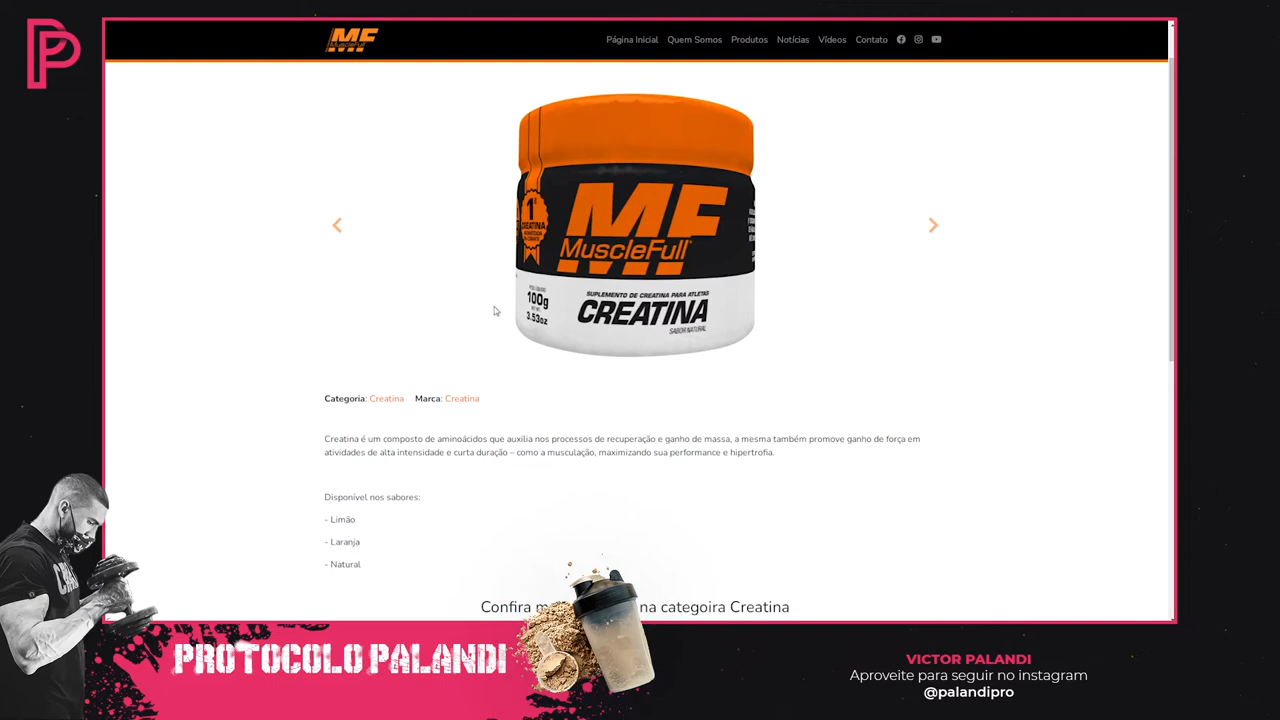 MF
MuscleFull
Página Inicial Quem Somos Produtos Notícias Vídeos Contato
1ª
CREATINA
MF
MuscleFull
100g
3.53oz
SUPLEMENTO DE CREATINA PARA ATLETAS
CREATINA
SABOR NATURAL
Categoria: Creatina Marca: Creatina
Creatina é um composto de aminoácidos que auxilia nos processos de recuperação e ganho de massa, a mesma também promove ganho de força em
atividades de alta intensidade e curta duração – como a musculação, maximizando sua performance e hipertrofia.
Disponível nos sabores:
- Limão
- Laranja
- Natural
Confira na categoira Creatina
PROTOCOLO PALANDI
VICTOR PALANDI
Aproveite para seguir no instagram
@palandipro